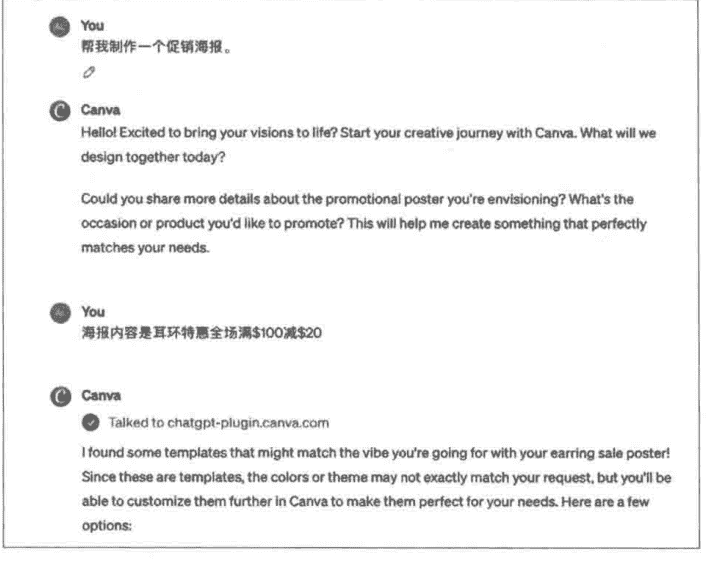 You
帮我制作一个促销海报。
Canva
Hello! Excited to bring your visions to life? Start your creative journey with Canva. What will we
design together today?
Could you share more details about the promotional poster you're envisioning? What's the
occasion or product you'd like to promote? This will help me create something that perfectly
matches your needs.
You
海报内容是耳环特惠全场满$100减$20
Canva
Talked to chatgpt-plugin.canva.com
I found some templates that might match the vibe you're going for with your earring sale poster!
Since these are templates, the colors or theme may not exactly match your request, but you'll be
able to customize them further in Canva to make them perfect for your needs. Here are a few
options: